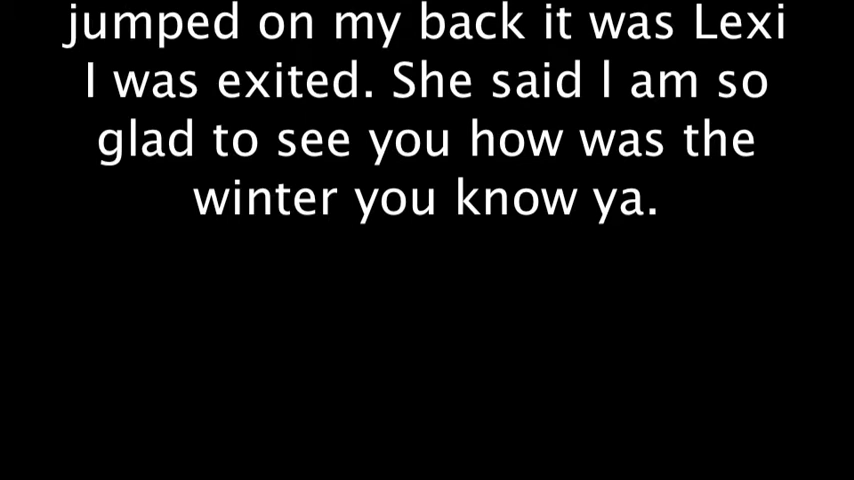 jumped on my back it was Lexi
I was exited. She said I am so
glad to see you how was the
winter you know ya.